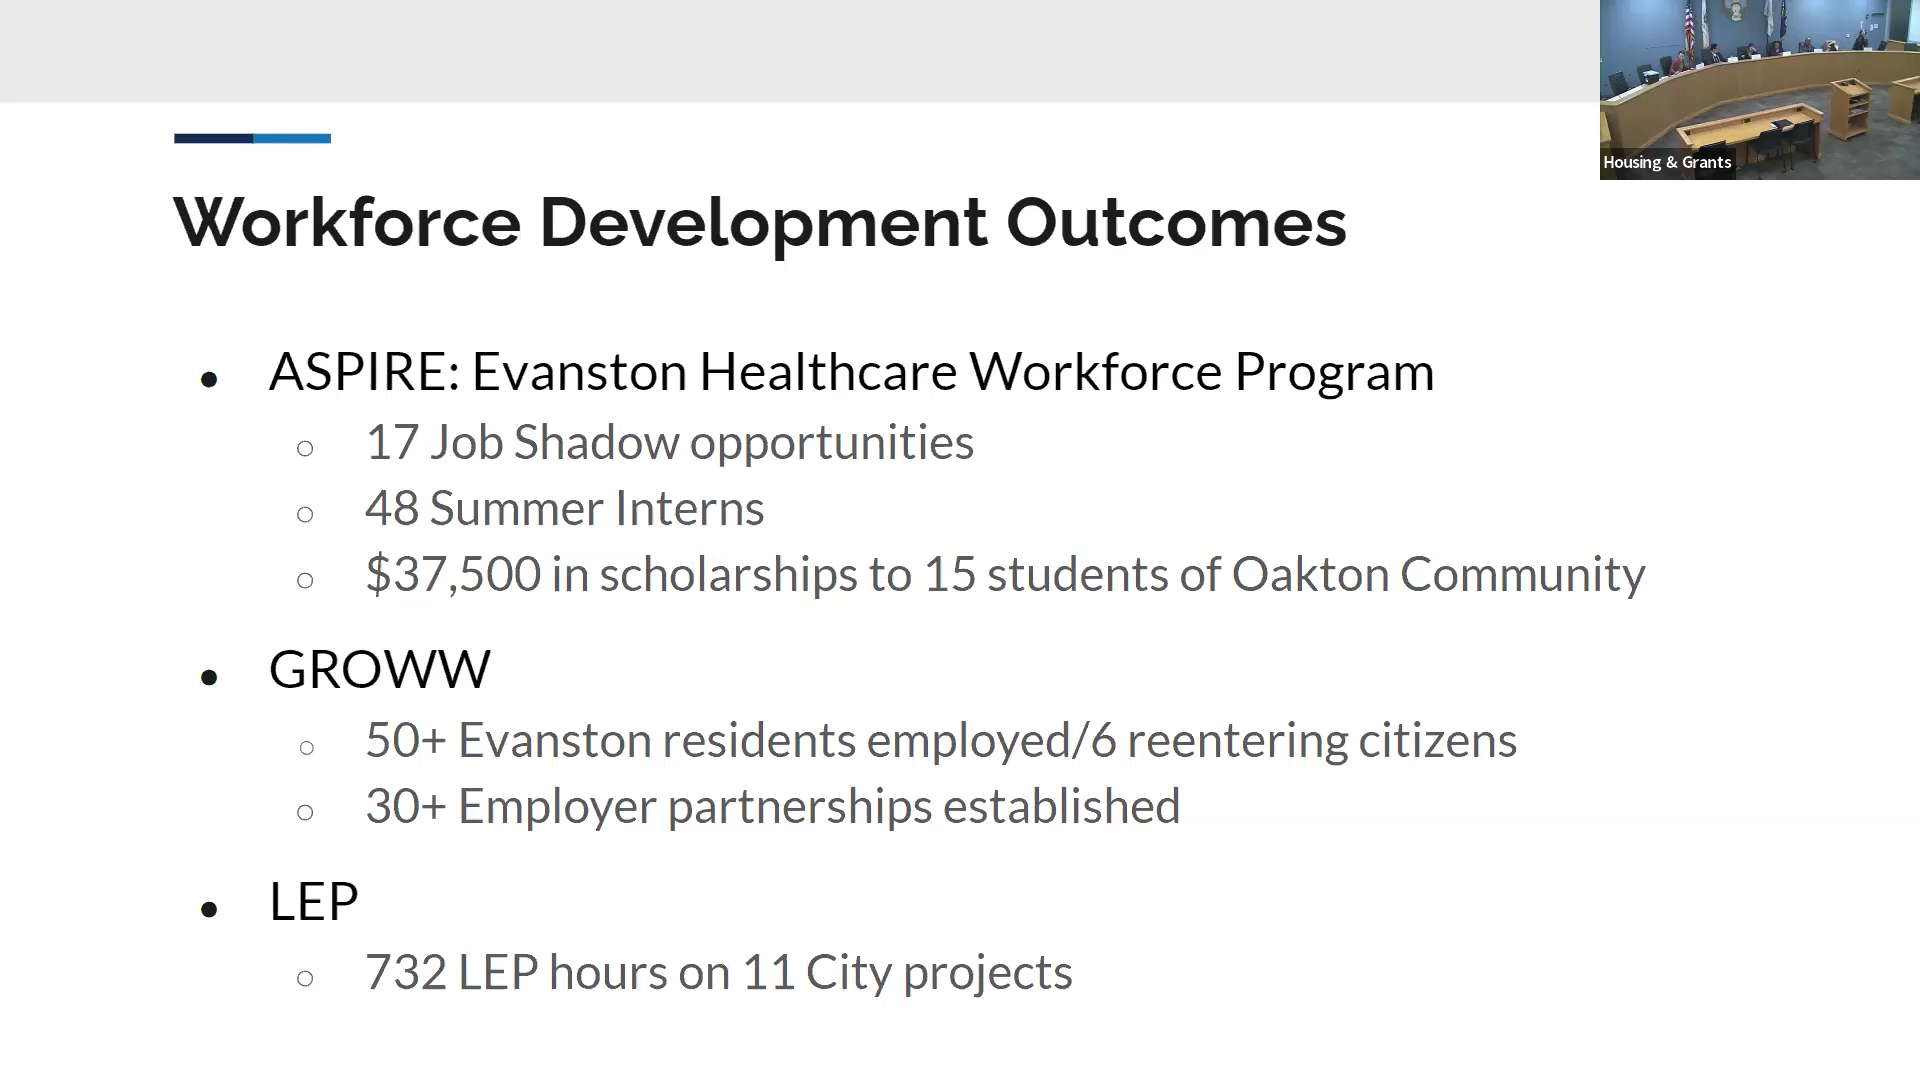 Housing & Grants
Workforce Development Outcomes
● ASPIRE: Evanston Healthcare Workforce Program
○ 17 Job Shadow opportunities
○ 48 Summer Interns
○ $37,500 in scholarships to 15 students of Oakton Community
● GROWW
○ 50+ Evanston residents employed/6 reentering citizens
○ 30+ Employer partnerships established
● LEP
○ 732 LEP hours on 11 City projects